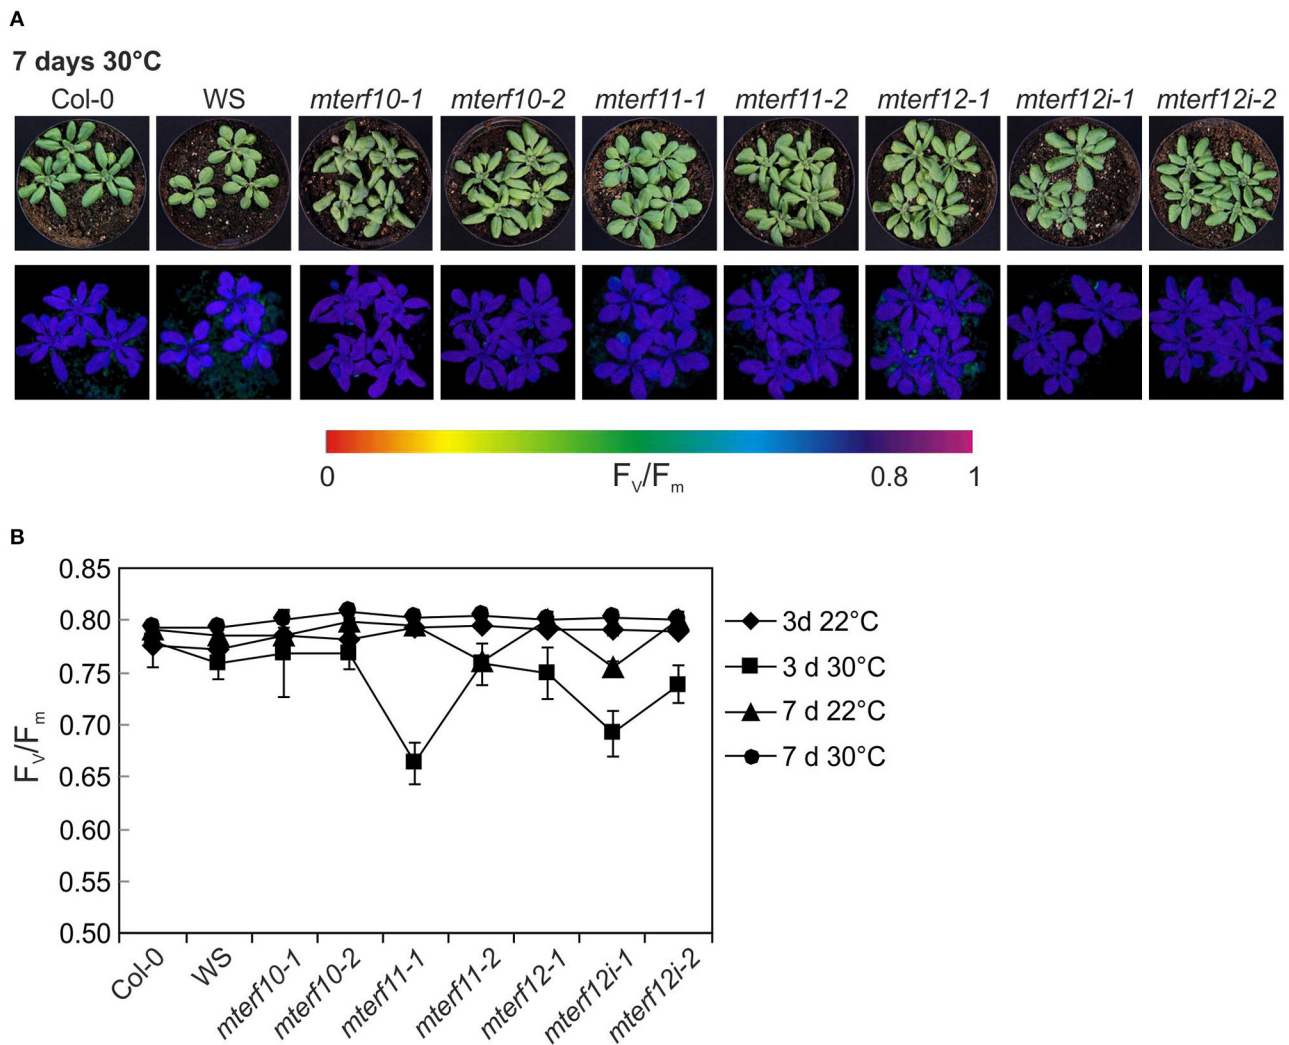 A
7 days 30°C
Col-0 WS mterf10-1 mterf10-2 mterf11-1 mterf11-2 mterf12-1 mterf12i-1 mterf12i-2
0 Fv/Fm 0.8 1
B
0.85
0.80
0.75
0.70
0.65
0.60
0.55
0.50
Fv/Fm
3d 22°C
3 d 30°C
7 d 22°C
7 d 30°C
Col-0 WS mterf10-1 mterf10-2 mterf11-1 mterf11-2 mterf12-1 mterf12i-1 mterf12i-2